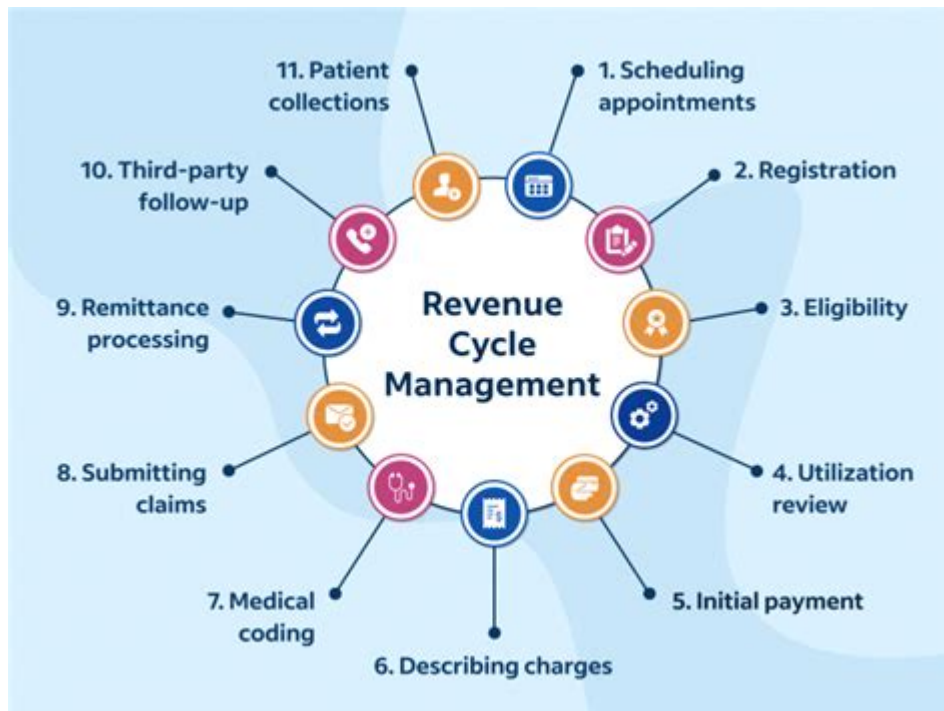 Revenue
Cycle
Management
1. Scheduling
appointments
2. Registration
3. Eligibility
4. Utilization
review
5. Initial payment
6. Describing charges
7. Medical
coding
8. Submitting
claims
9. Remittance
processing
10. Third-party
follow-up
11. Patient
collections